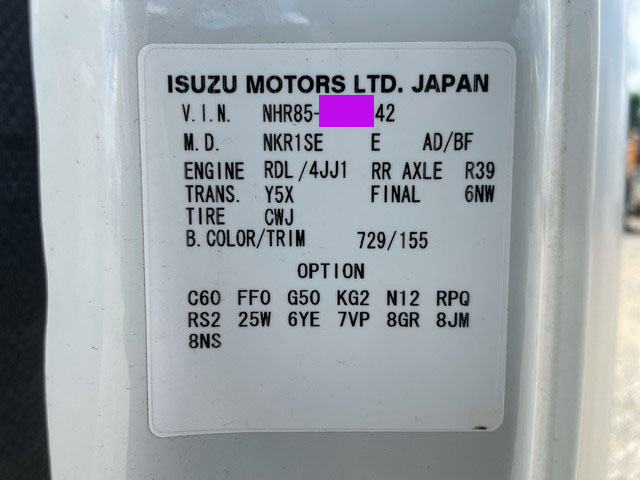 ISUZU MOTORS LTD. JAPAN
V.I.N. NHR85- 42
M.D. NKR1SE E AD/BF
ENGINE RDL/4JJ1 RR AXLE R39
TRANS. Y5X FINAL 6NW
TIRE CWJ
B.COLOR/TRIM 729/155
OPTION
C60 FF0 G50 KG2 N12 RPQ
RS2 25W 6YE 7VP 8GR 8JM
8NS